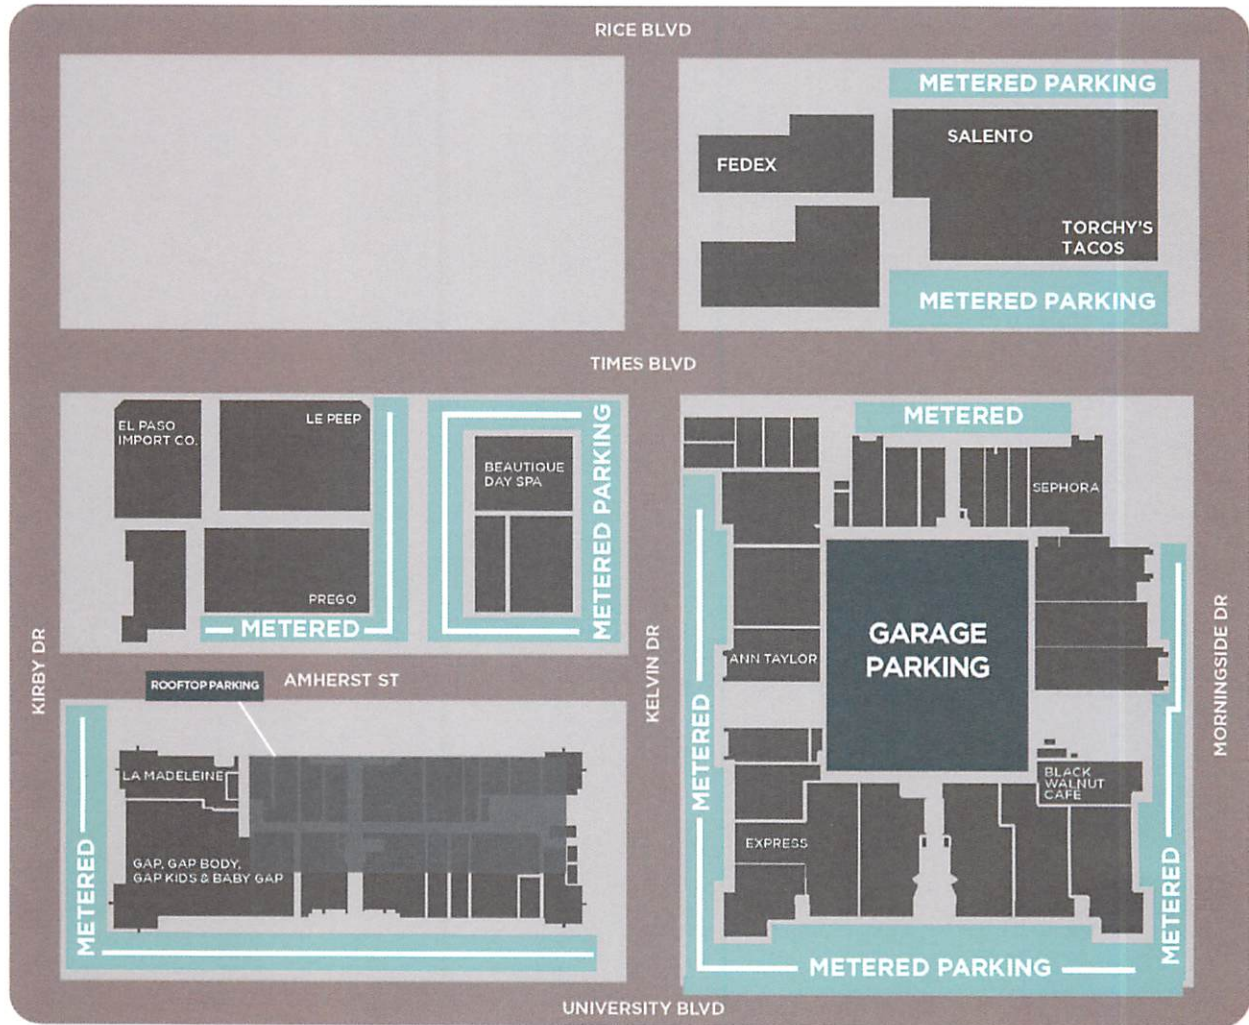 RICE BLVD
METERED PARKING
SALENTO
FEDEX
TORCHY'S
TACOS
METERED PARKING
TIMES BLVD
EL PASO
IMPORT CO.
LE PEEP
METERED PARKING
BEAUTIQUE
DAY SPA
PREGO
METERED
METERED
SEPHORA
GARAGE
PARKING
ANN TAYLOR
KIRBY DR
KELVIN DR
MORNINGSIDE DR
ROOFTOP PARKING
AMHERST ST
METERED
LA MADELEINE
GAP, GAP BODY,
GAP KIDS & BABY GAP
METERED
BLACK
WALNUT
CAFE
EXPRESS
METERED
METERED PARKING
UNIVERSITY BLVD